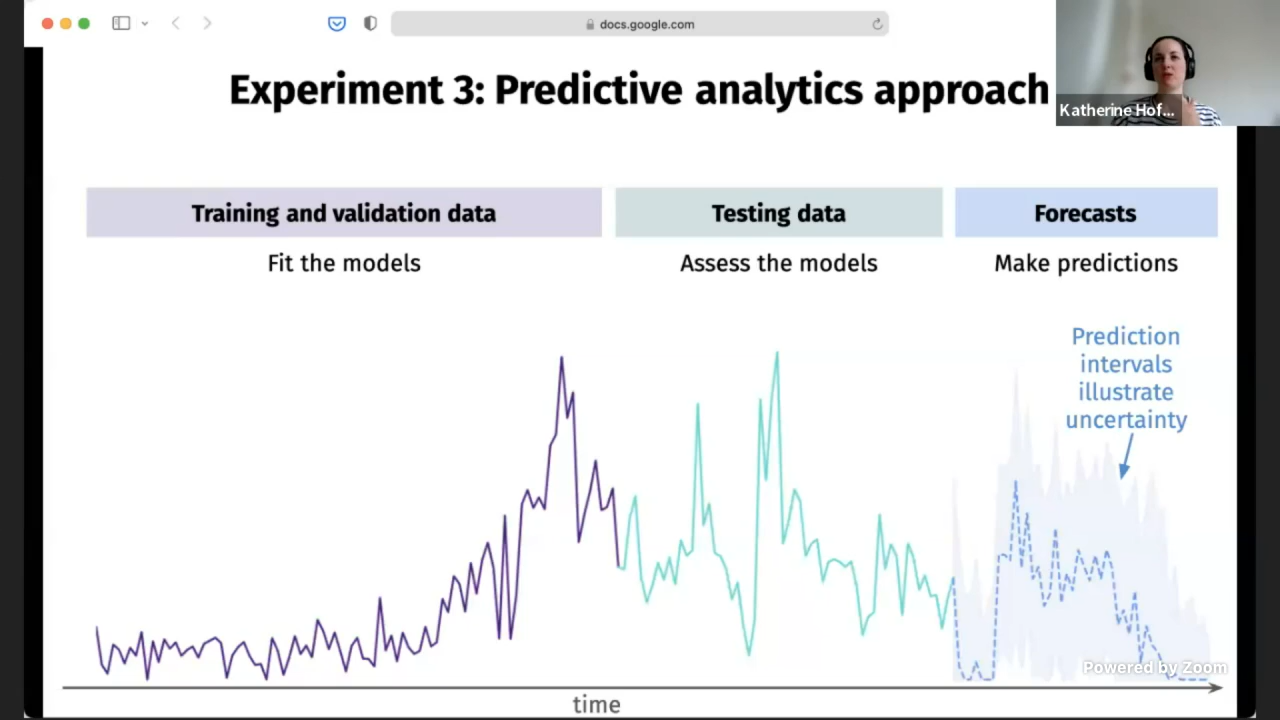 docs.google.com
Experiment 3: Predictive analytics approach
Katherine Hof...
Training and validation data
Testing data
Forecasts
Fit the models
Assess the models
Make predictions
Prediction
intervals
illustrate
uncertainty
Powered by Zoom
time